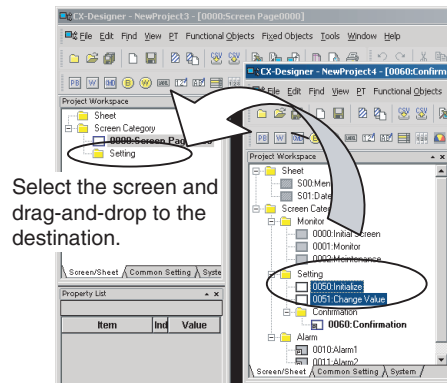 CX-Designer - NewProject3 - [0000:Screen Page0000]
File Edit Find View PT Functional Objects Fixed Objects Tools Window Help
CX-Designer - NewProject4 - [0060:Confirm
File Edit Find View PT Functional Objects
Project Workspace
Sheet
Screen Category
0000:Screen Page
Setting
Select the screen and
drag-and-drop to the
destination.
Screen/Sheet Common Setting Syste
Property List
Item Ind Value
Project Workspace
Sheet
S00:Men
S01:Date
Screen Cate
Monitor
0000:Initial Screen
0001:Monitor
0002:Maintenance
Setting
0050:Initialize
0051:Change Value
Confirmation
0060:Confirmation
Alarm
0010:Alarm1
0011:Alarm2
Screen/Sheet Common Setting System